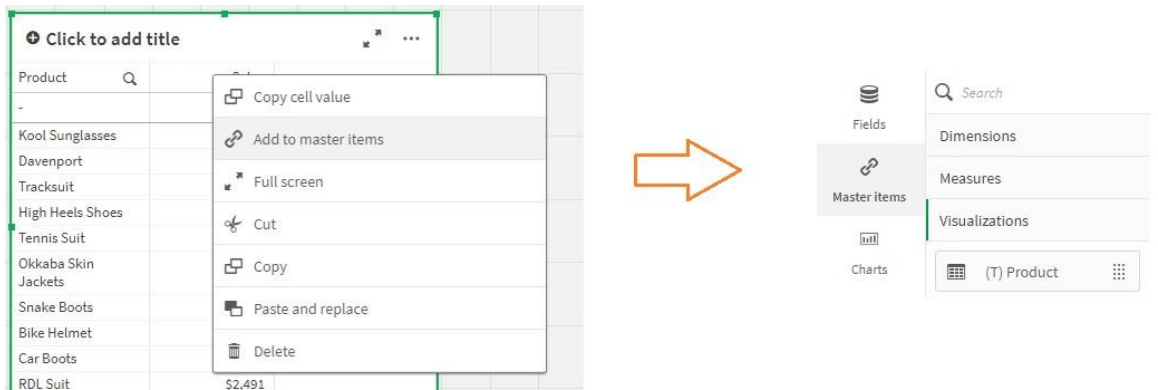 Click to add title
Product
-
Kool Sunglasses
Davenport
Tracksuit
High Heels Shoes
Tennis Suit
Okkaba Skin
Jackets
Snake Boots
Bike Helmet
Car Boots
RDL Suit $2,491
Copy cell value
Add to master items
Full screen
Cut
Copy
Paste and replace
Delete
Fields
Master items
Charts
Search
Dimensions
Measures
Visualizations
(T) Product